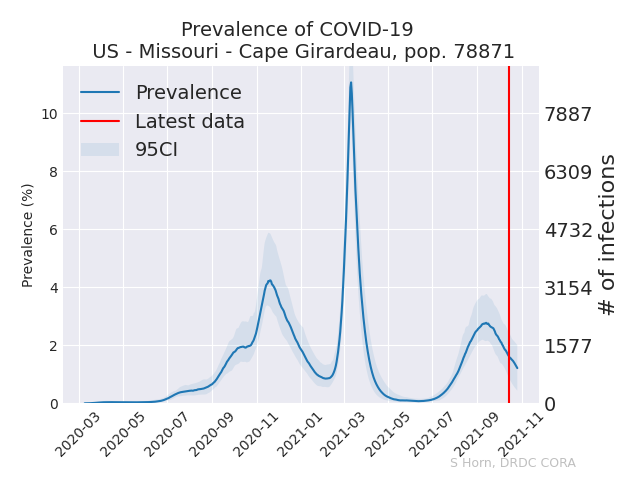 Prevalence of COVID-19
US - Missouri - Cape Girardeau, pop. 78871
Prevalence
Latest data
95CI
Prevalence (%)
10
8
6
4
2
0
7887
6309
4732
3154
1577
0
# of infections
2020-03
2020-05
2020-07
2020-09
2020-11
2021-01
2021-03
2021-05
2021-07
2021-09
2021-11
S Horn, DRDC CORA